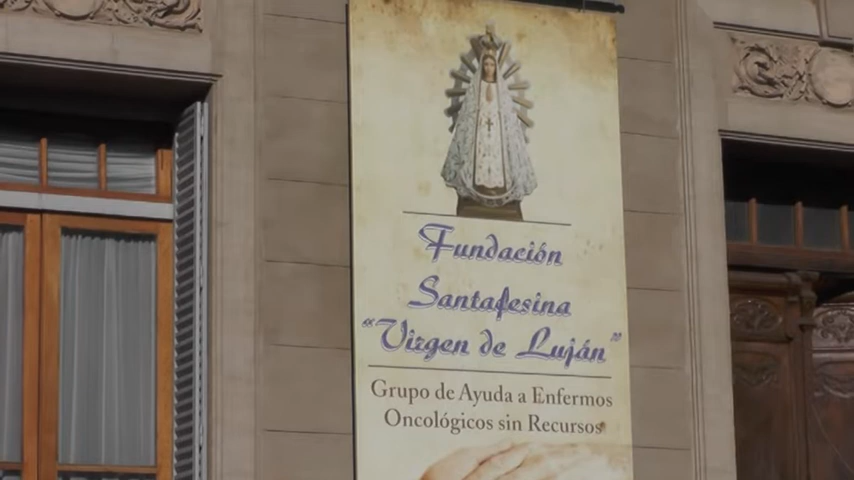 Fundación
Santafesina
“Virgen de Luján”
Grupo de Ayuda a Enfermos
Oncológicos sin Recursos